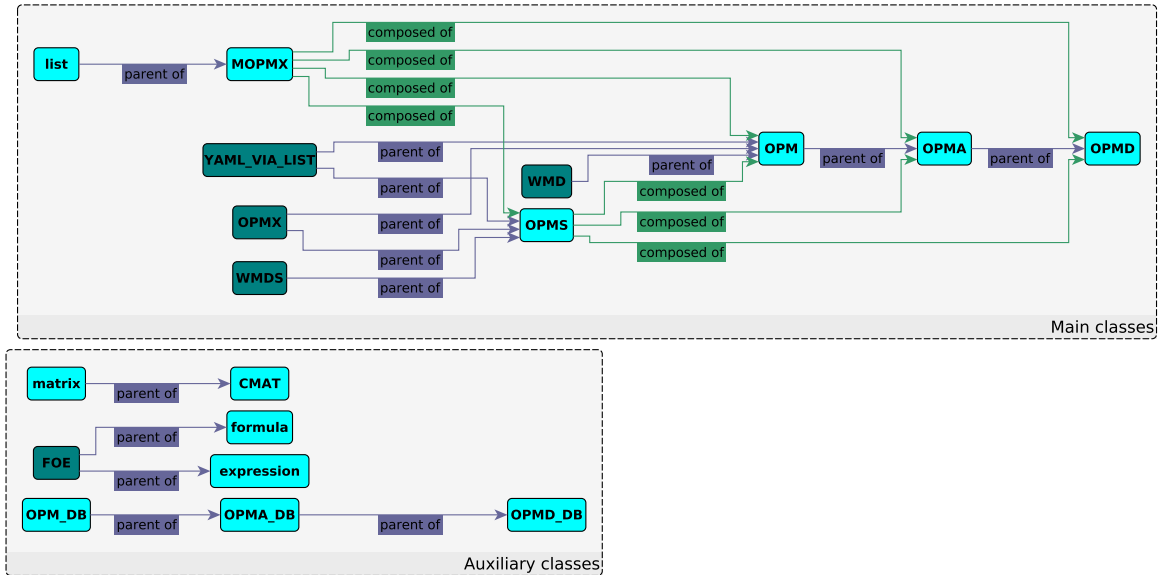 composed of
list
MOPMX
composed of
parent of
composed of
composed of
YAML_VIA_LIST
parent of
OPM
parent of
OPMA
parent of
OPMD
WMD
parent of
parent of
composed of
OPMX
parent of
OPMS
composed of
parent of
composed of
WMDS
parent of
Main classes
matrix
parent of
CMAT
parent of
formula
FOE
parent of
expression
OPM_DB
parent of
OPMA_DB
parent of
OPMD_DB
Auxiliary classes